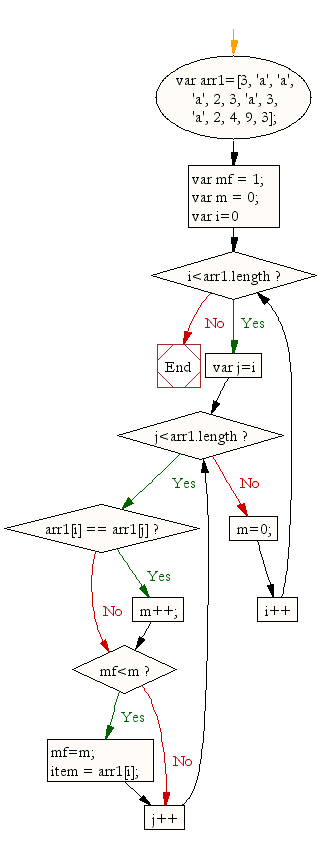 var arr1=[3, 'a', 'a',
'a', 2, 3, 'a', 3,
'a', 2, 4, 9, 3];
var mf = 1;
var m = 0;
var i=0
i<arr1.length ?
No
Yes
End
var j=i
j<arr1.length ?
Yes
No
arr1[i] == arr1[j] ?
m=0;
Yes
No
m++;
i++
mf<m ?
Yes
No
mf=m;
item = arr1[i];
j++